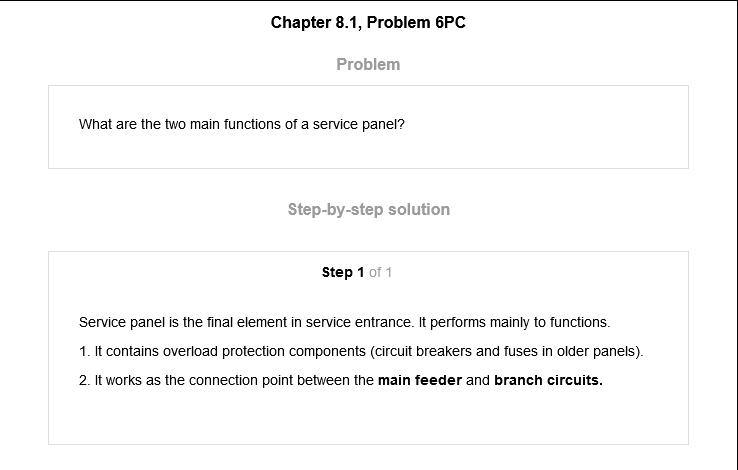 Chapter 8.1, Problem 6PC
Problem
What are the two main functions of a service panel?
Step-by-step solution
Step 1 of 1
Service panel is the final element in service entrance. It performs mainly to functions.
1. It contains overload protection components (circuit breakers and fuses in older panels).
2. It works as the connection point between the main feeder and branch circuits.